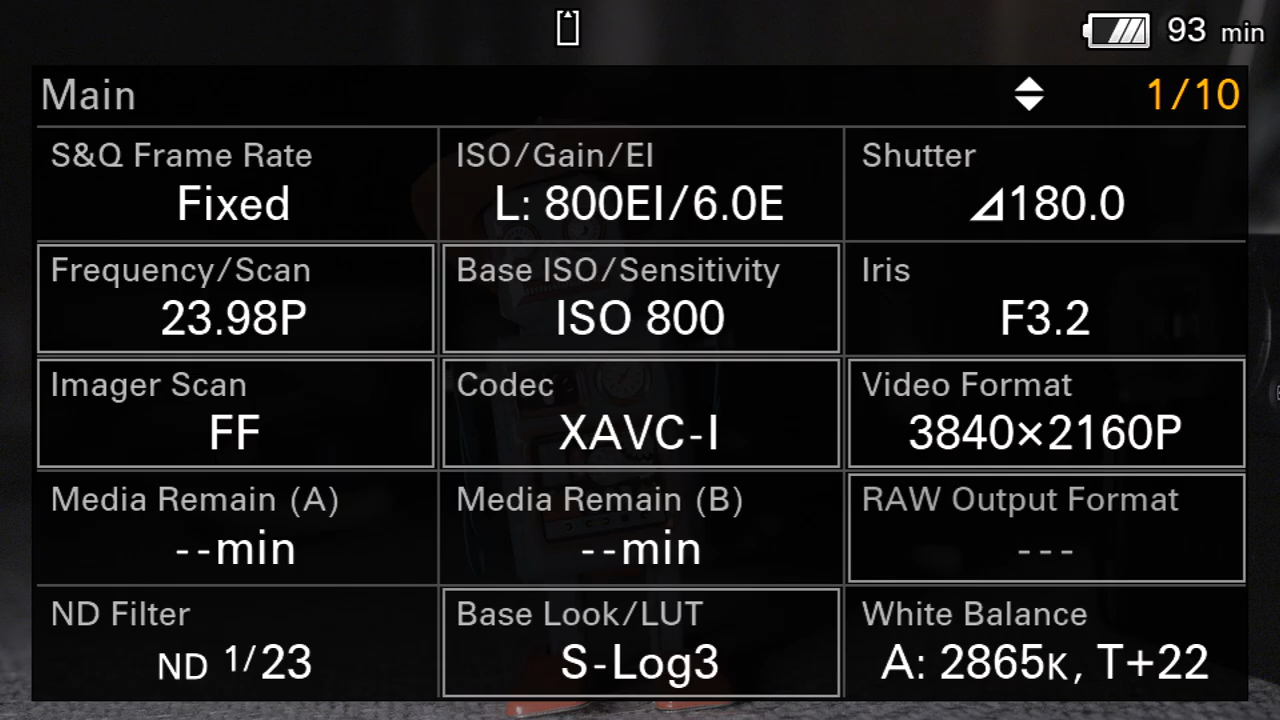 93 min
Main 1/10
S&Q Frame Rate
Fixed
ISO/Gain/EI
L: 800EI/6.0E
Shutter
⊿180.0
Frequency/Scan
23.98P
Base ISO/Sensitivity
ISO 800
Iris
F3.2
Imager Scan
FF
Codec
XAVC-I
Video Format
3840×2160P
Media Remain (A)
--min
Media Remain (B)
--min
RAW Output Format
---
ND Filter
ND 1/23
Base Look/LUT
S-Log3
White Balance
A: 2865K, T+22